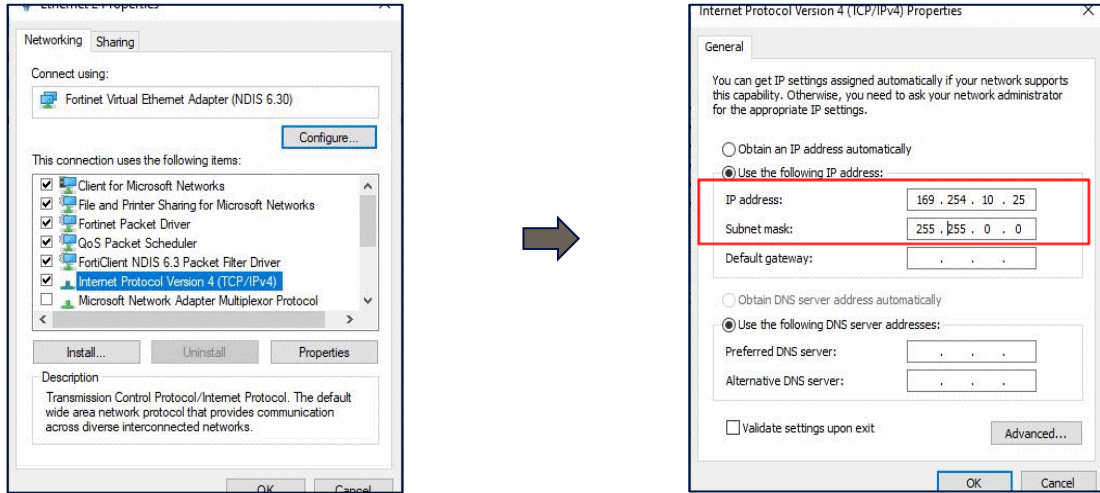 Ethernet 2 Properties
Networking
Sharing
Connect using:
Fortinet Virtual Ethernet Adapter (NDIS 6.30)
Configure...
This connection uses the following items:
Client for Microsoft Networks
File and Printer Sharing for Microsoft Networks
Fortinet Packet Driver
QoS Packet Scheduler
FortiClient NDIS 6.3 Packet Filter Driver
Internet Protocol Version 4 (TCP/IPv4)
Microsoft Network Adapter Multiplexor Protocol
Install...
Uninstall
Properties
Description
Transmission Control Protocol/Internet Protocol. The default
wide area network protocol that provides communication
across diverse interconnected networks.
OK
Cancel
Internet Protocol Version 4 (TCP/IPv4) Properties
General
You can get IP settings assigned automatically if your network supports
this capability. Otherwise, you need to ask your network administrator
for the appropriate IP settings.
Obtain an IP address automatically
Use the following IP address:
IP address: 169 . 254 . 10 . 25
Subnet mask: 255 . 255 . 0 . 0
Default gateway: . . .
Obtain DNS server address automatically
Use the following DNS server addresses:
Preferred DNS server: . . .
Alternative DNS server: . . .
Validate settings upon exit
Advanced...
OK
Cancel